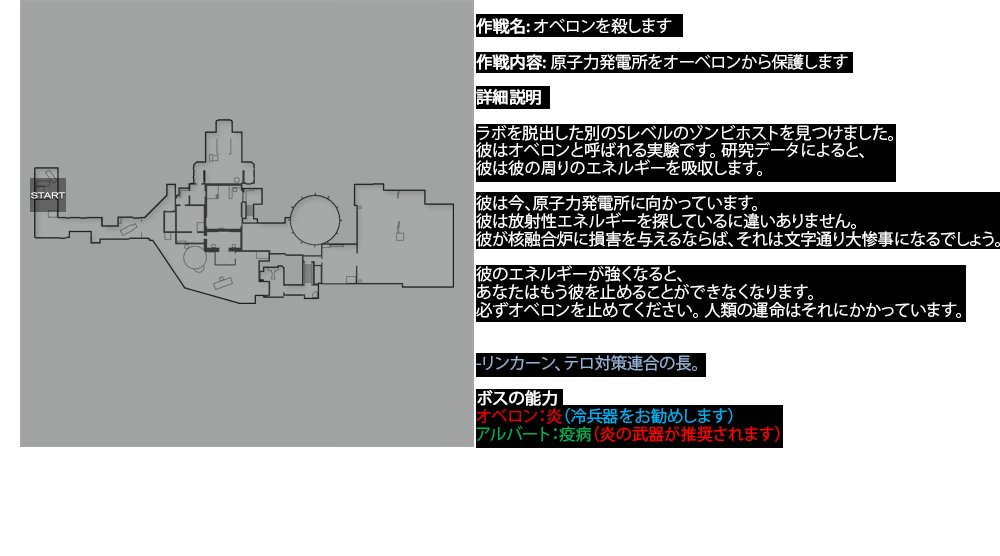 作戦名: オベロンを殺します
作戦内容: 原子力発電所をオーベロンから保護します
詳細説明
ラボを脱出した別のSレベルのゾンビホストを見つけました。
彼はオベロンと呼ばれる実験です。研究データによると、
彼は彼の周りのエネルギーを吸収します。
彼は今、原子力発電所に向かっています。
START
彼は放射性エネルギーを探しているに違いありません。
彼が核融合炉に損害を与えるならば、それは文字通り大惨事になるでしょう。
彼のエネルギーが強くなると、
あなたはもう彼を止めることができなくなります。
必ずオベロンを止めてください。人類の運命はそれにかかっています。
-リンカーン、テロ対策連合の長。
ボスの能力
オベロン：炎（冷兵器をお勧めします）
アルバート：疫病（炎の武器が推奨されます）